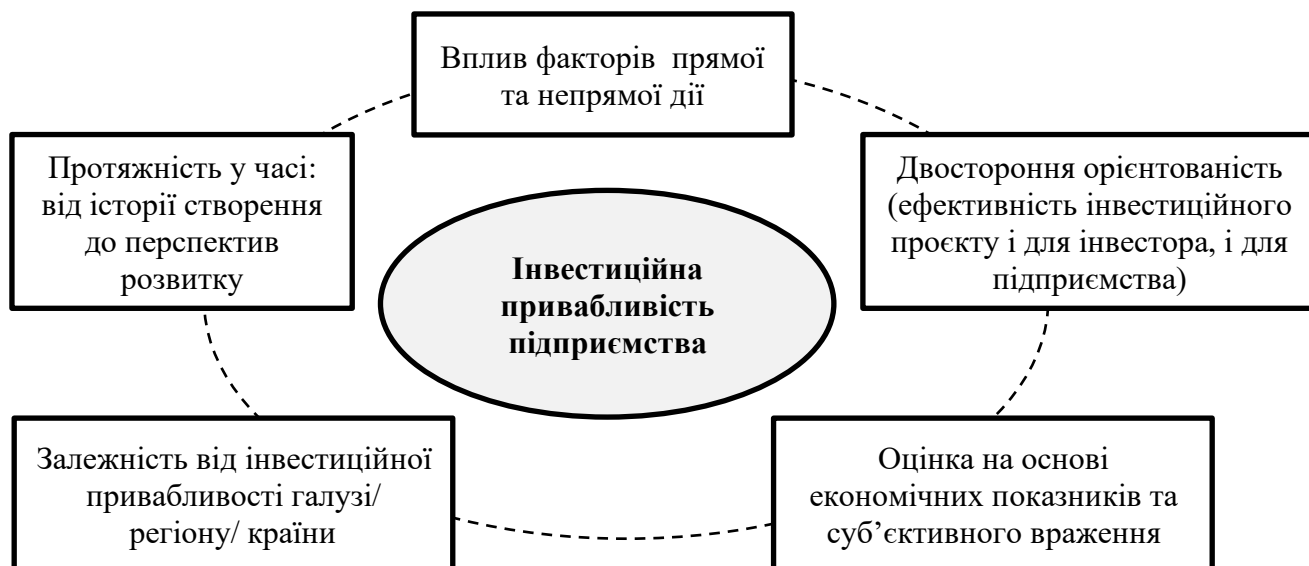 Вплив факторів прямої
та непрямої дії
Протяжність у часі:
від історії створення
до перспектив
розвитку
Двостороння орієнтованість
(ефективність інвестиційного
проєкту і для інвестора, і для
підприємства)
Інвестиційна
привабливість
підприємства
Залежність від інвестиційної
привабливості галузі/
регіону/ країни
Оцінка на основі
економічних показників та
суб’єктивного враження